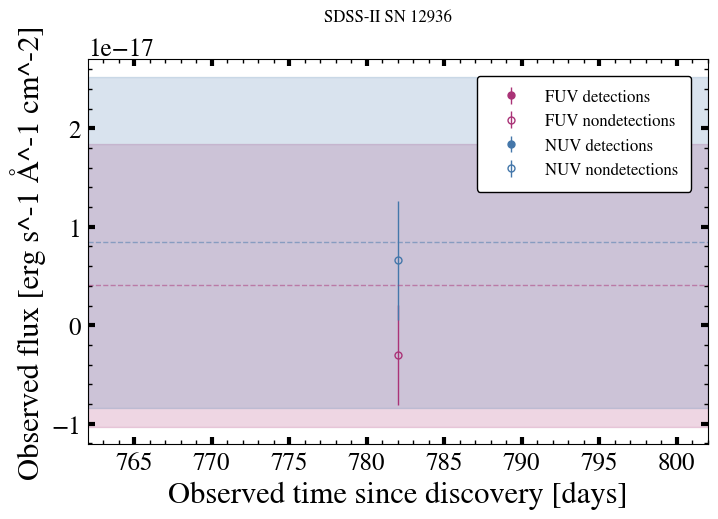 SDSS-II SN 12936
1e−17
Observed flux [erg s^-1 Å^-1 cm^-2]
2
1
0
−1
FUV detections
FUV nondetections
NUV detections
NUV nondetections
765 770 775 780 785 790 795 800
Observed time since discovery [days]